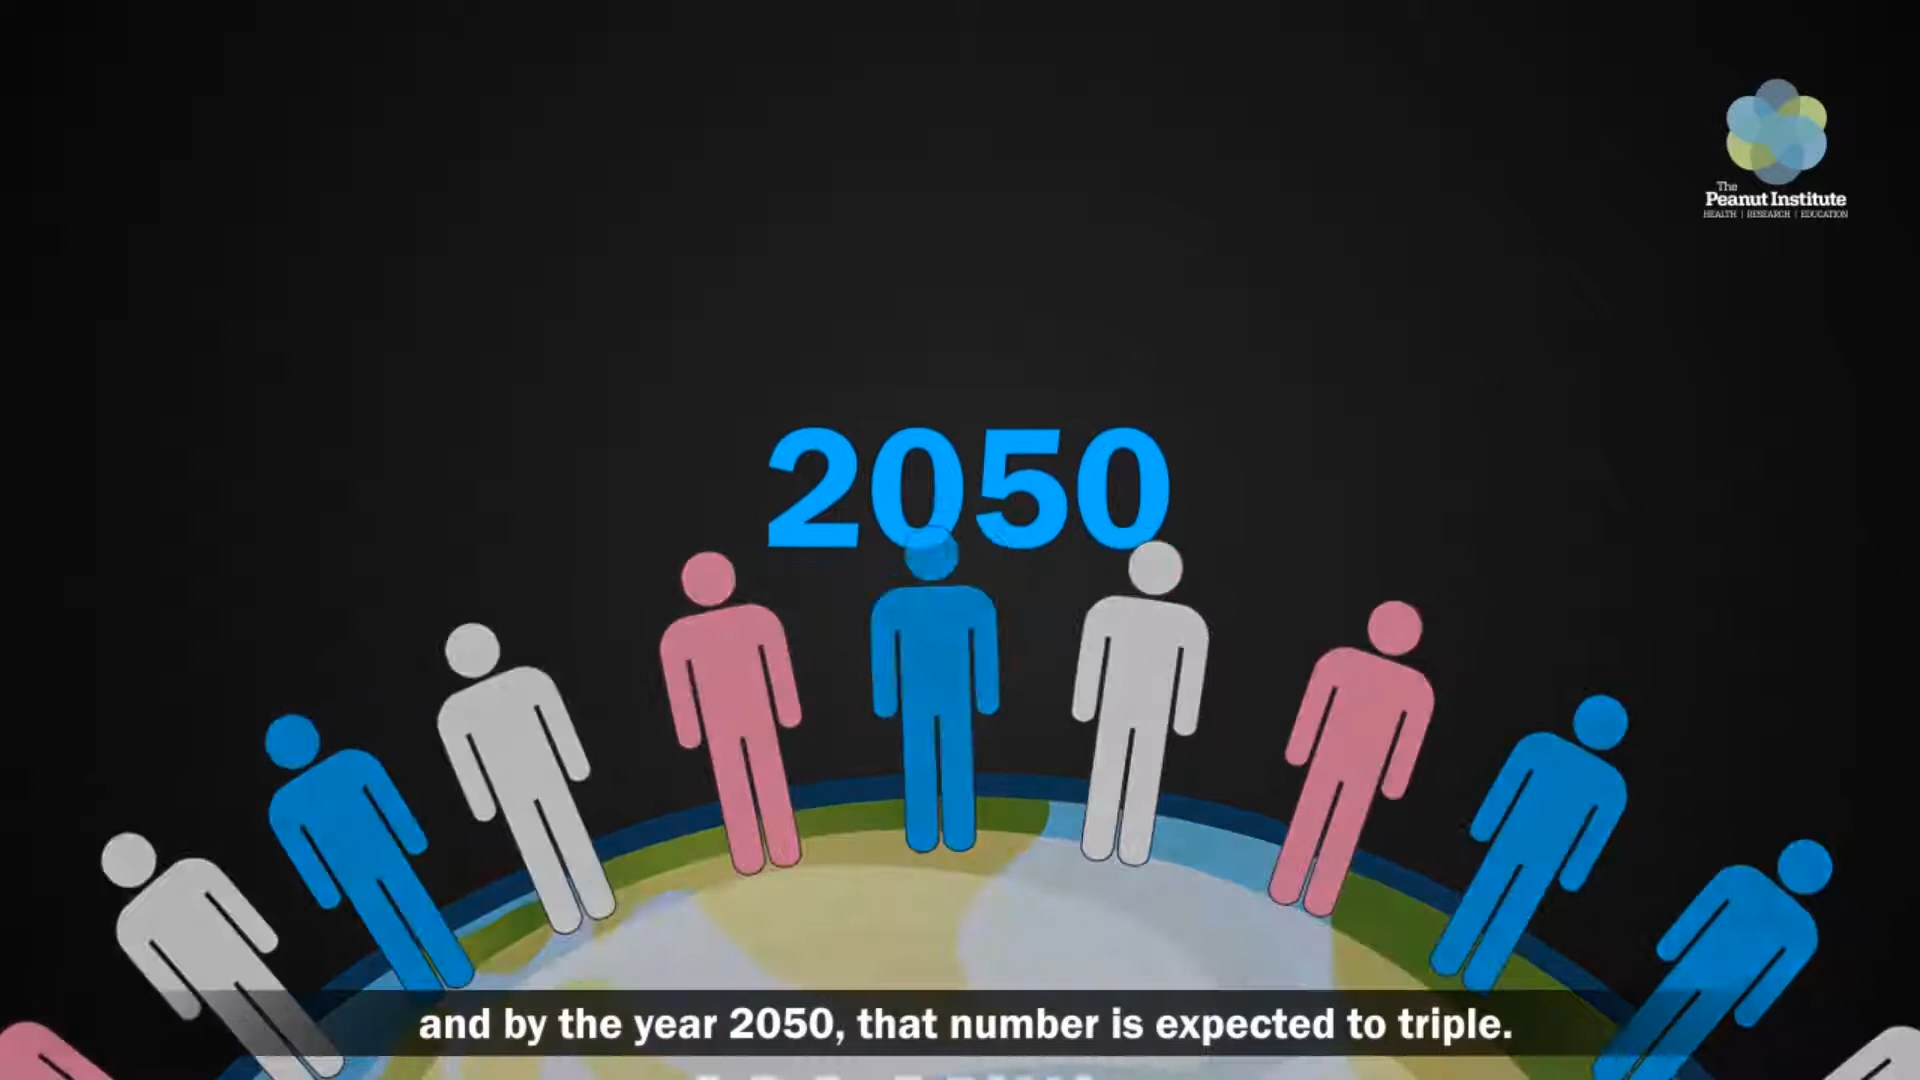 The
Peanut Institute
HEALTH | RESEARCH | EDUCATION
2050
and by the year 2050, that number is expected to triple.